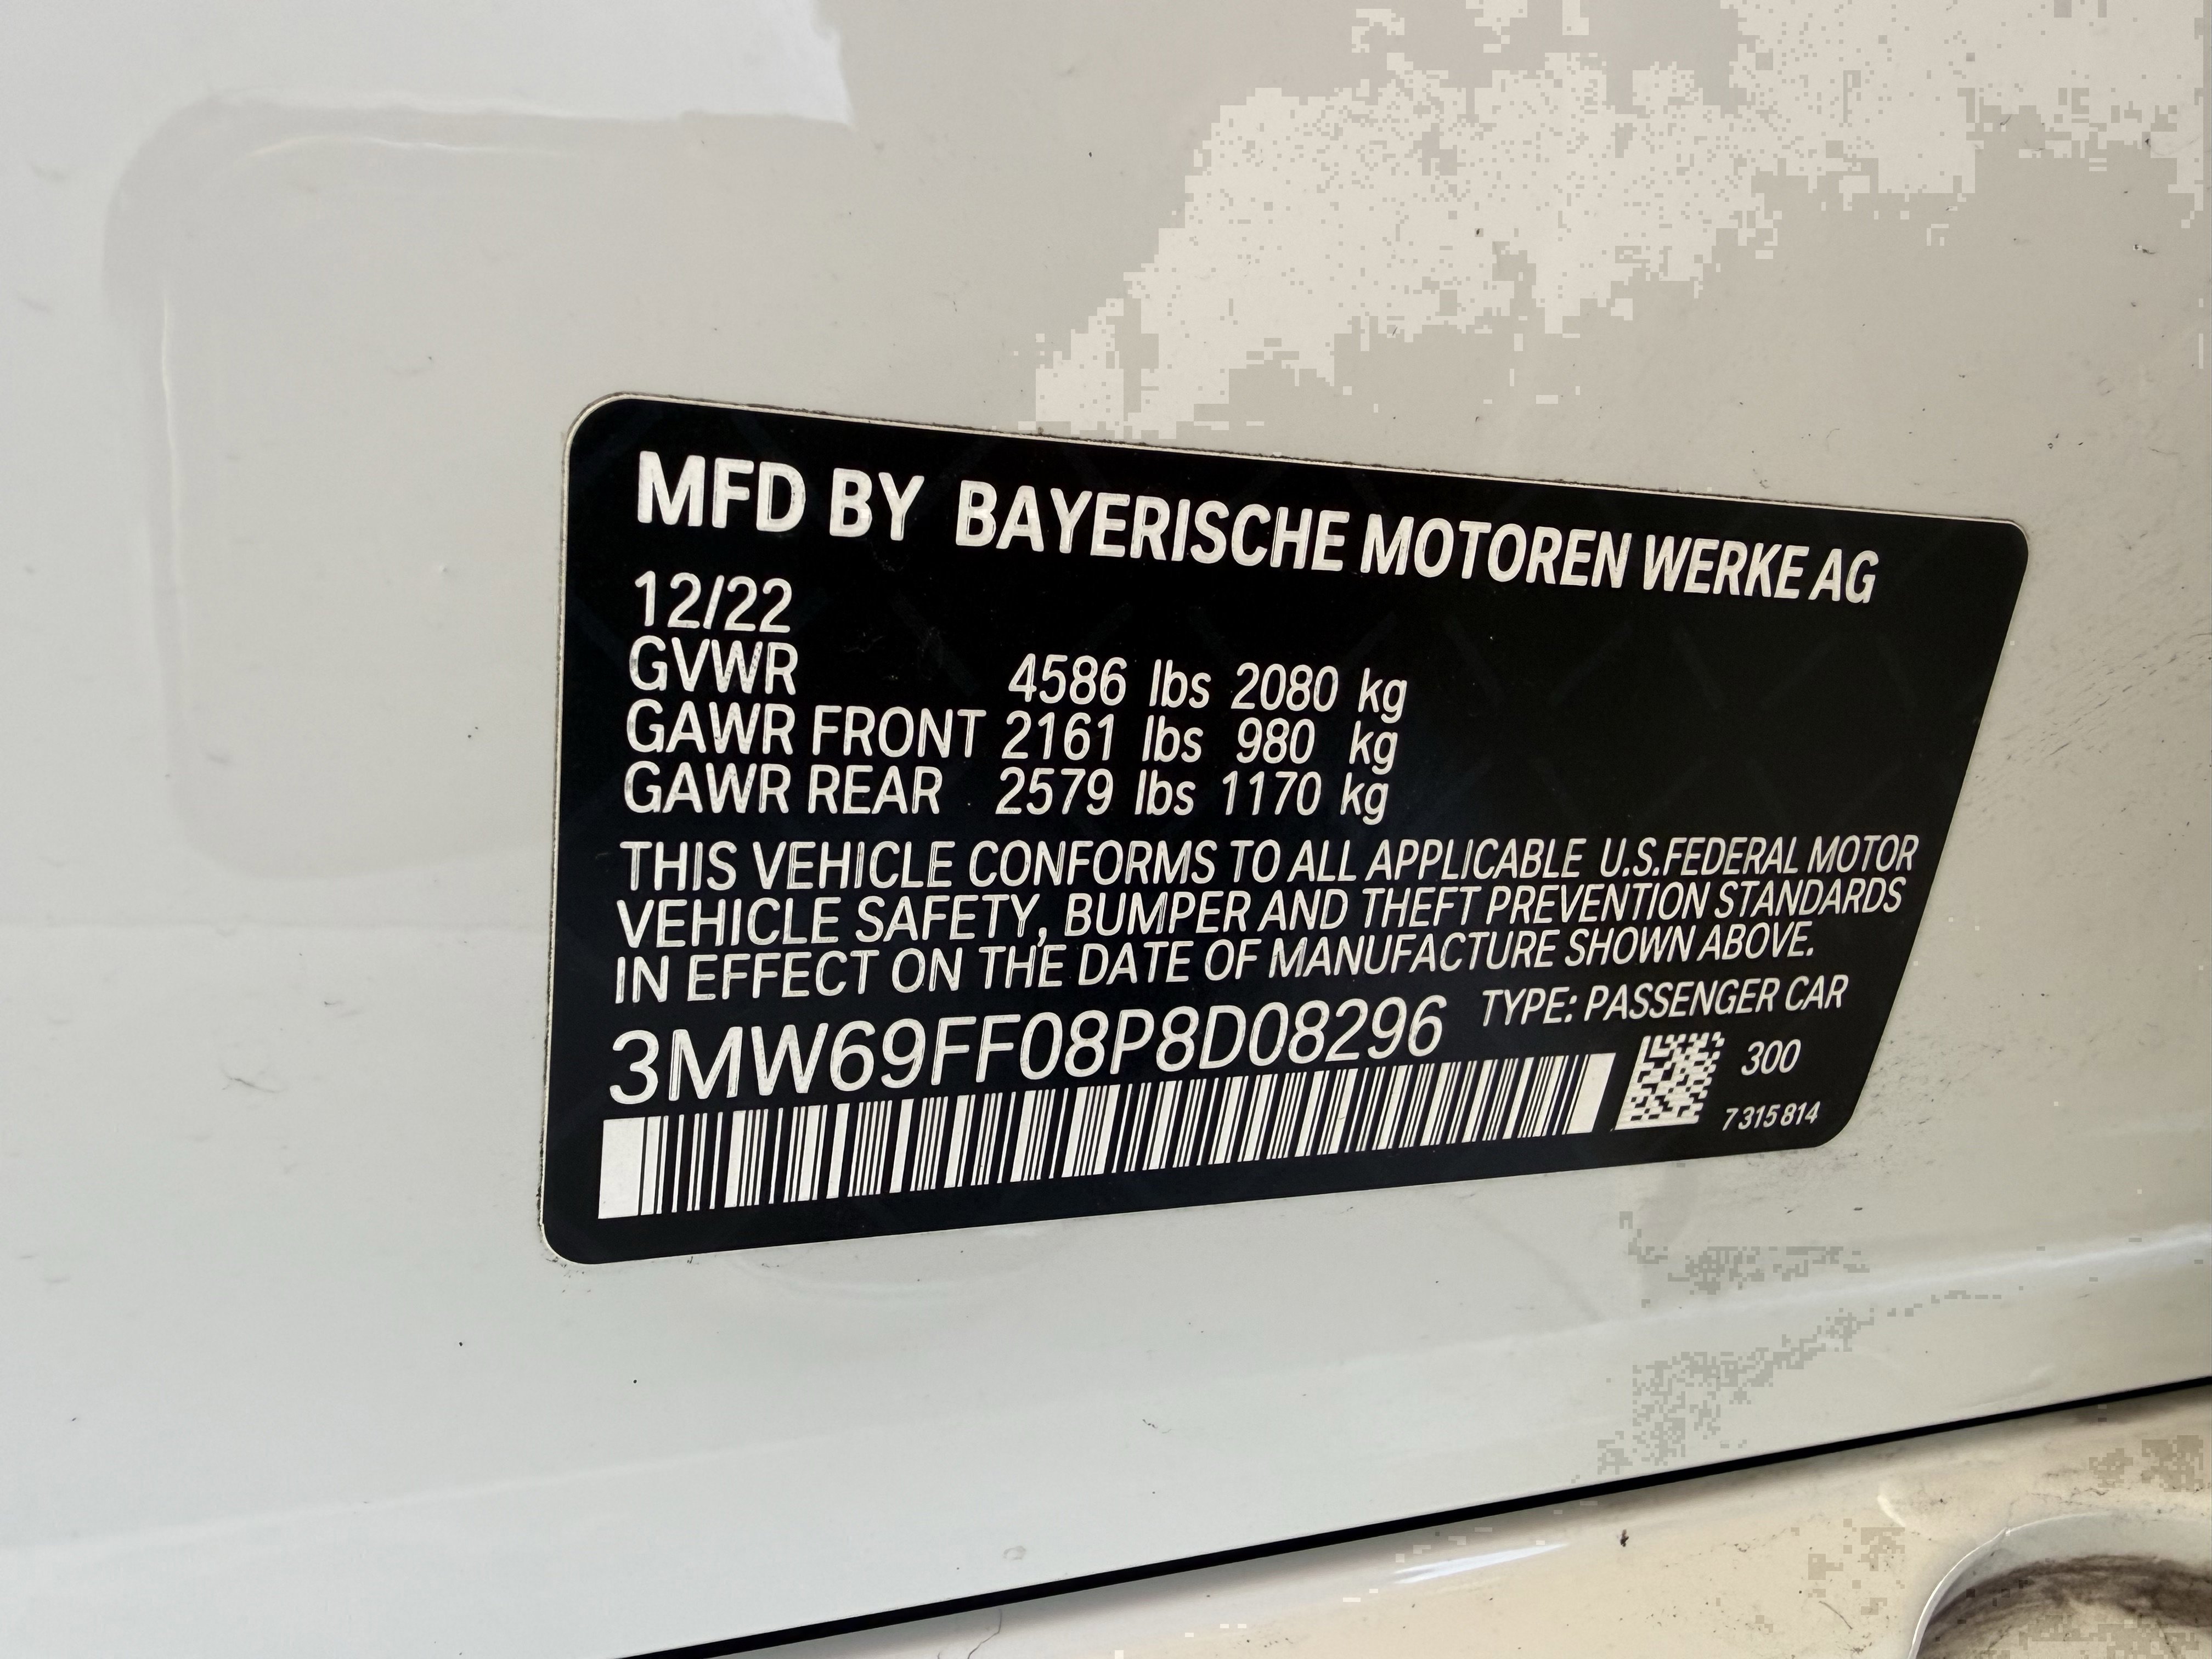 MFD BY BAYERISCHE MOTOREN WERKE AG
12/22
GVWR 4586 lbs 2080 kg
GAWR FRONT 2161 lbs 980 kg
GAWR REAR 2579 lbs 1170 kg
THIS VEHICLE CONFORMS TO ALL APPLICABLE U.S.FEDERAL MOTOR
VEHICLE SAFETY, BUMPER AND THEFT PREVENTION STANDARDS
IN EFFECT ON THE DATE OF MANUFACTURE SHOWN ABOVE.
3MW69FF08P8D08296 TYPE: PASSENGER CAR
300
7 315 814